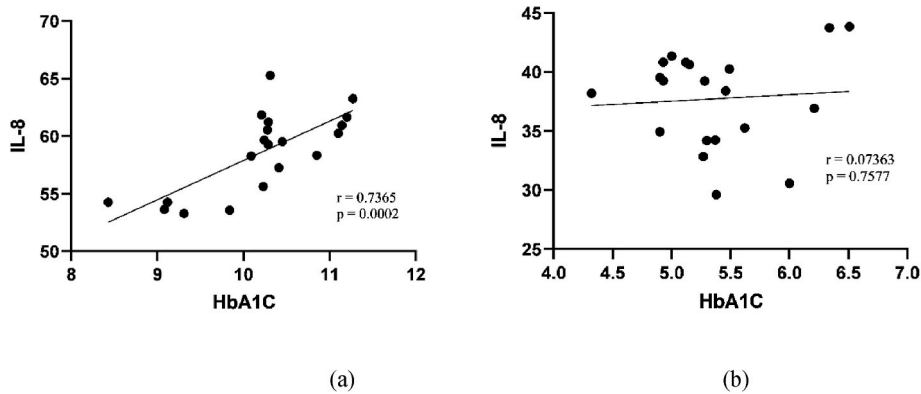 70
65
60
55
50
IL-8
8
9
10
11
12
HbA1C
r = 0.7365
p = 0.0002
(a)
45
40
35
30
25
IL-8
4.0
4.5
5.0
5.5
6.0
6.5
7.0
HbA1C
r = 0.07363
p = 0.7577
(b)